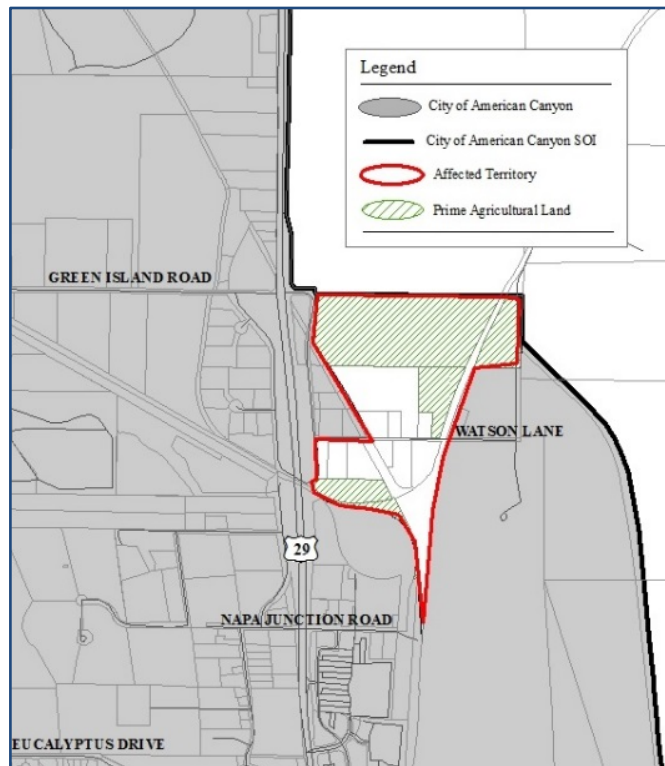 Legend
City of American Canyon
City of American Canyon SOI
Affected Territory
Prime Agricultural Land
GREEN ISLAND ROAD
WATSON LANE
29
NAPA JUNCTION ROAD
EUCALYPTUS DRIVE